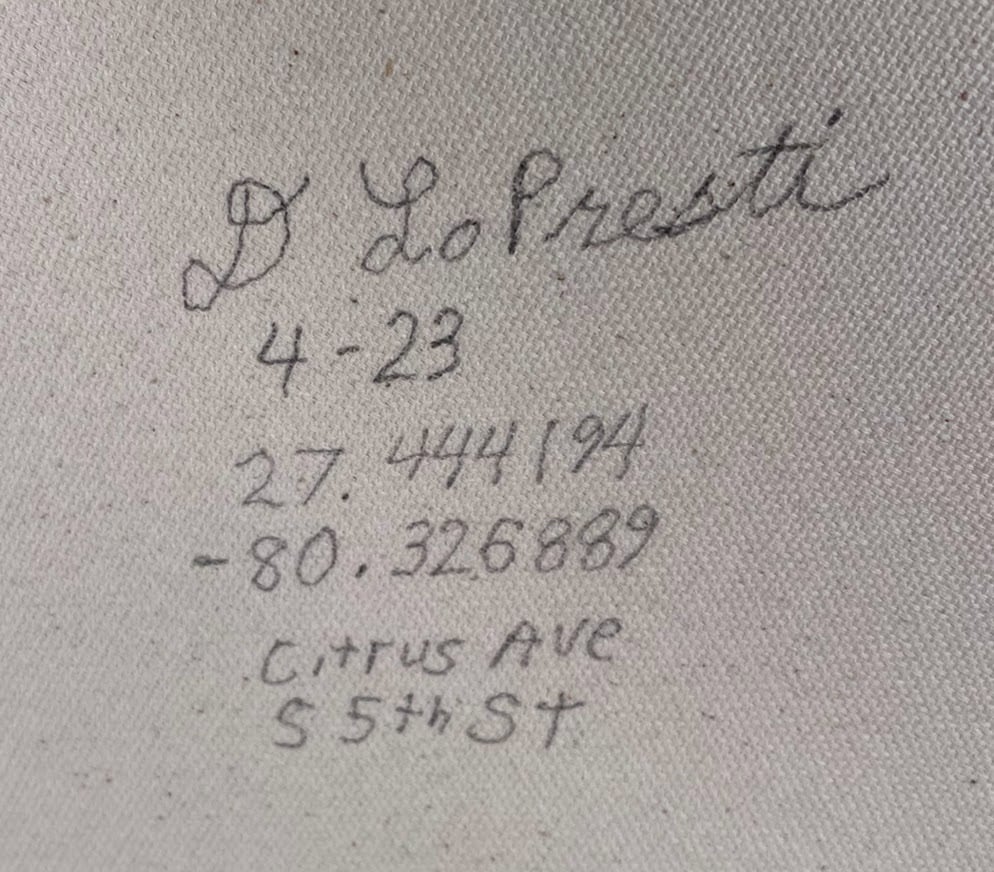 D LoPresti
4-23
27.444194
-80.326889
Citrus Ave
S 5th St